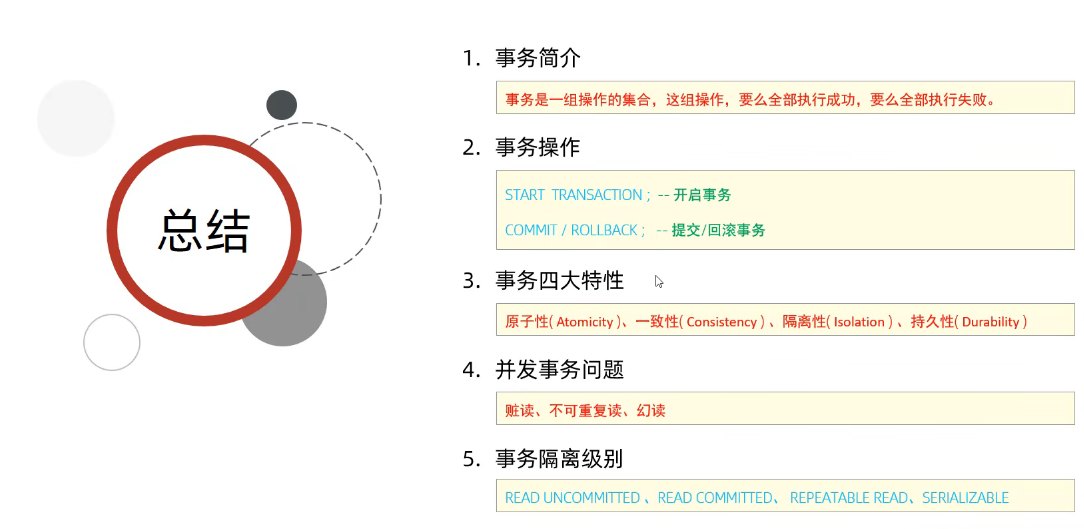 总结
1. 事务简介
事务是一组操作的集合，这组操作，要么全部执行成功，要么全部执行失败。
2. 事务操作
START TRANSACTION ; -- 开启事务
COMMIT / ROLLBACK ; -- 提交/回滚事务
3. 事务四大特性
原子性( Atomicity )、一致性( Consistency ) 、隔离性( Isolation ) 、持久性( Durability )
4. 并发事务问题
赃读、不可重复读、幻读
5. 事务隔离级别
READ UNCOMMITTED 、READ COMMITTED、 REPEATABLE READ、SERIALIZABLE